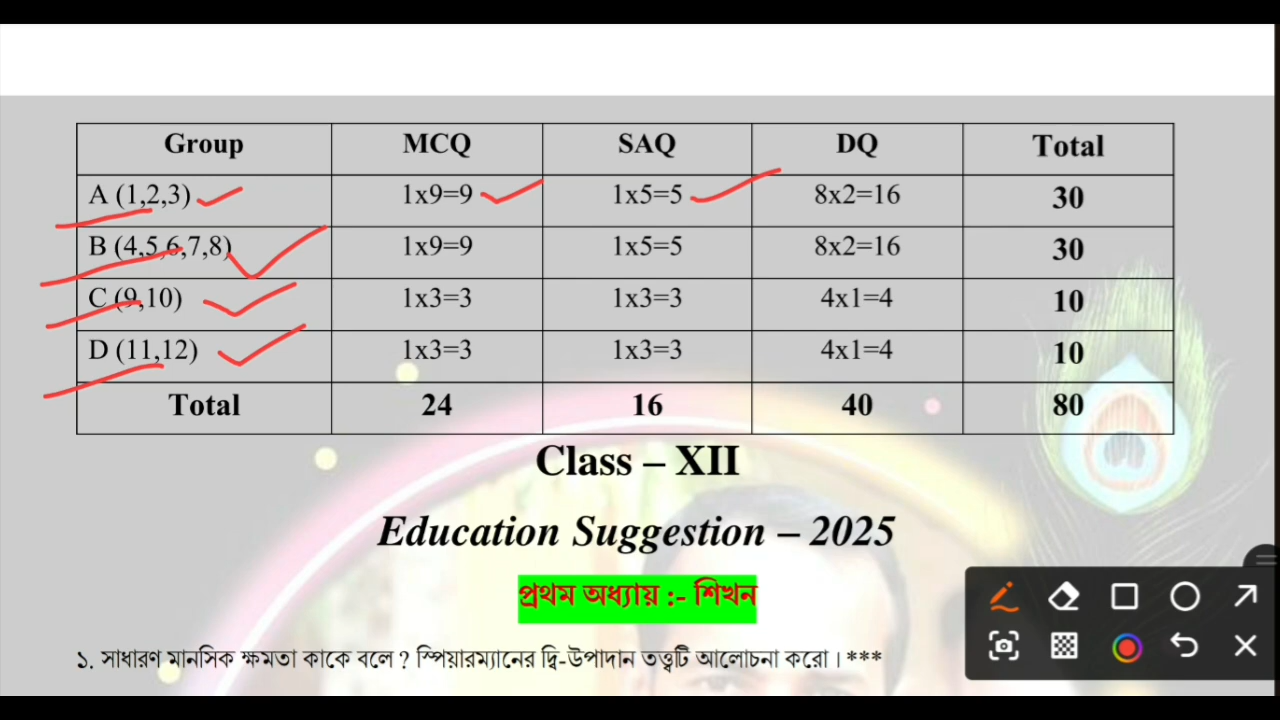 Group MCQ SAQ DQ Total
A (1,2,3) 1x9=9 1x5=5 8x2=16 30
B (4,5,6,7,8) 1x9=9 1x5=5 8x2=16 30
C (9,10) 1x3=3 1x3=3 4x1=4 10
D (11,12) 1x3=3 1x3=3 4x1=4 10
Total 24 16 40 80
Class – XII
Education Suggestion – 2025
প্রথম অধ্যায় :- শিখন
১. সাধারণ মানসিক ক্ষমতা কাকে বলে ? স্পিয়ারম্যানের দ্বি-উপাদান তত্ত্বটি আলোচনা করো । ***